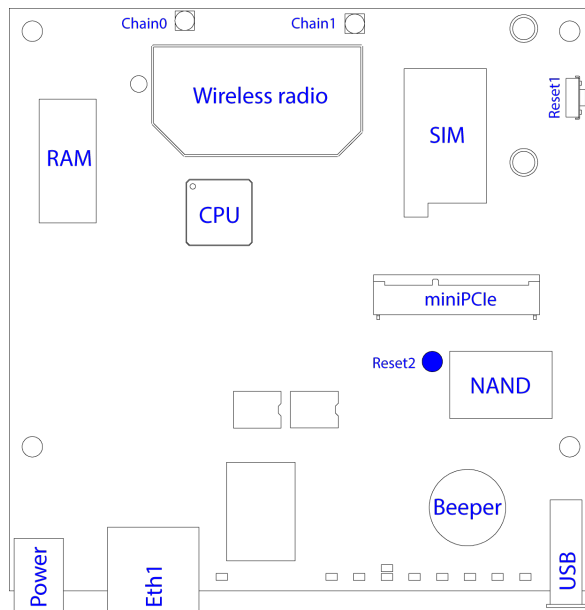 Chain0
Chain1
Wireless radio
Reset1
RAM
SIM
CPU
miniPCIe
Reset2
NAND
Beeper
Power
Eth1
USB